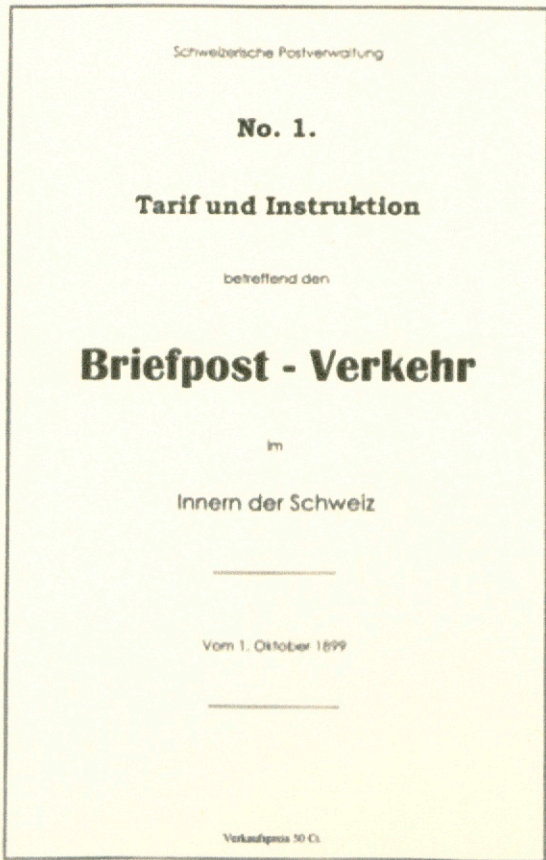 Schweizerische Postverwaltung
No. 1.
Tarif und Instruktion
betreffend den
Briefpost - Verkehr
im
Innern der Schweiz
Vom 1. Oktober 1899
Verkaufspreis 50 Ct.